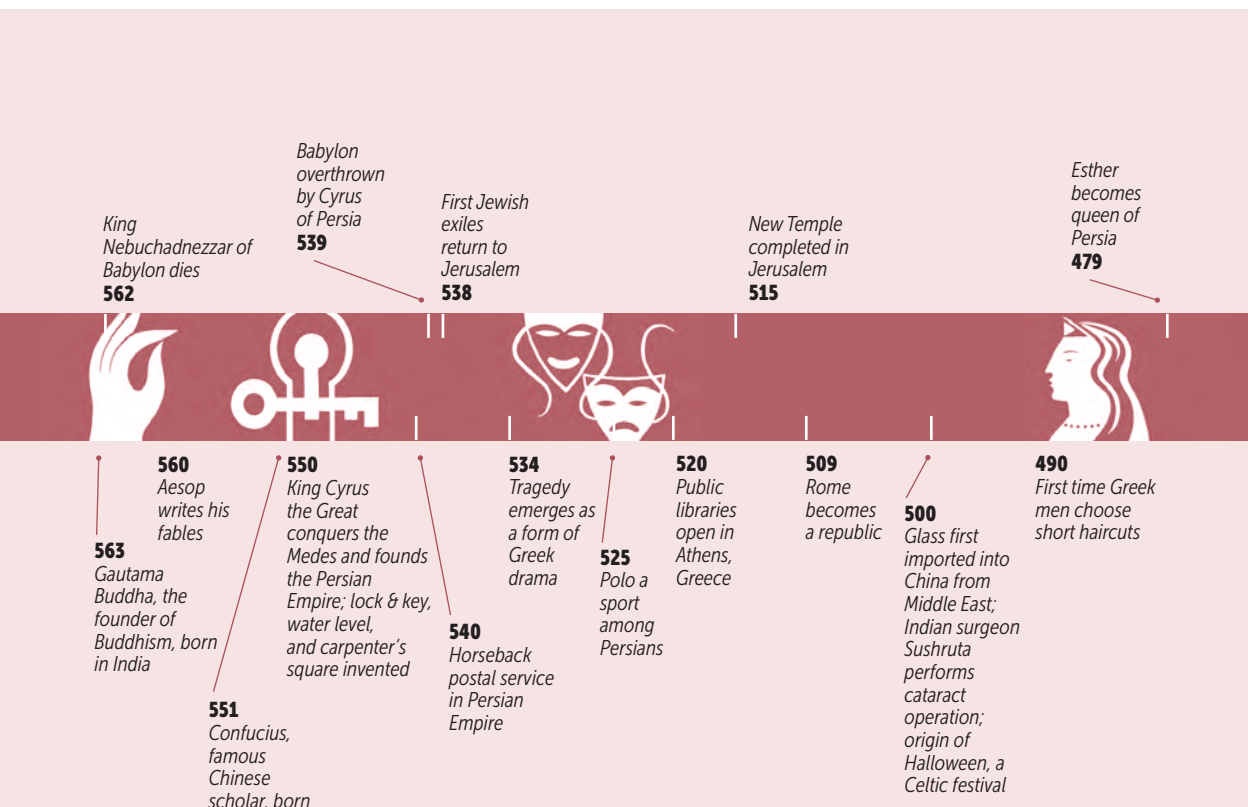 King
Nebuchadnezzar of
Babylon dies
562
Babylon
overthrown
by Cyrus
of Persia
539
First Jewish
exiles
return to
Jerusalem
538
New Temple
completed in
Jerusalem
515
Esther
becomes
queen of
Persia
479
563
Gautama
Buddha, the
founder of
Buddhism, born
in India
560
Aesop
writes his
fables
551
Confucius,
famous
Chinese
scholar, born
550
King Cyrus
the Great
conquers the
Medes and founds
the Persian
Empire; lock & key,
water level,
and carpenter's
square invented
540
Horseback
postal service
in Persian
Empire
534
Tragedy
emerges as
a form of
Greek
drama
525
Polo a
sport
among
Persians
520
Public
libraries
open in
Athens,
Greece
509
Rome
becomes
a republic
500
Glass first
imported into
China from
Middle East;
Indian surgeon
Sushruta
performs
cataract
operation;
origin of
Halloween, a
Celtic festival
490
First time Greek
men choose
short haircuts